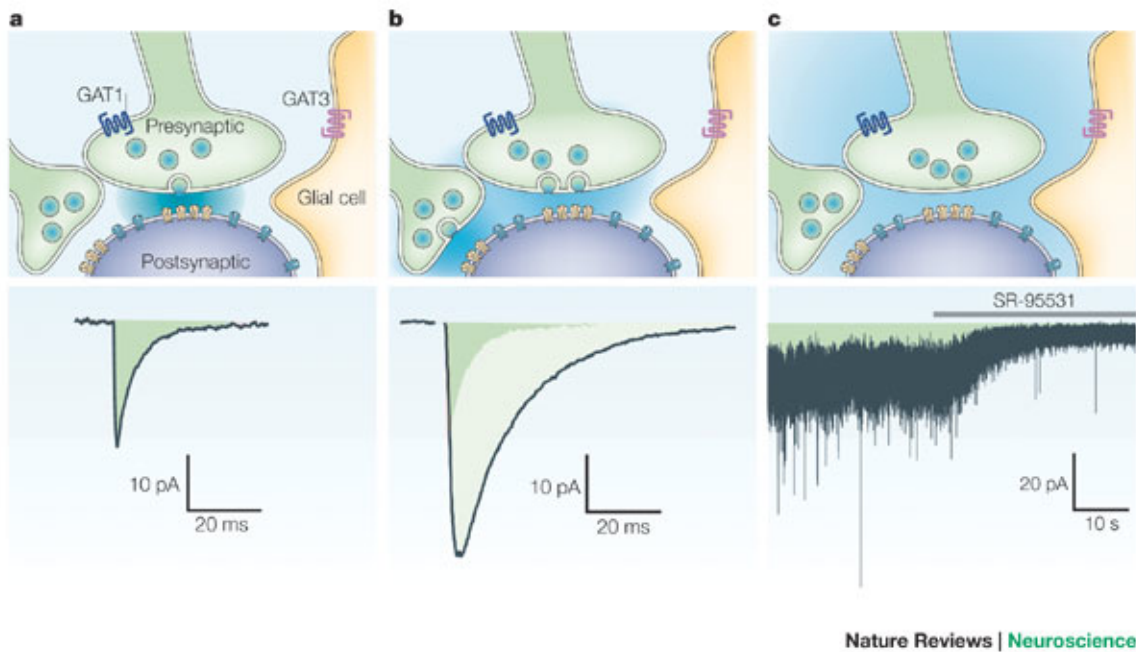 a
b
c
GAT1
GAT3
Presynaptic
Glial cell
Postsynaptic
SR-95531
10 pA
20 ms
10 pA
20 ms
20 pA
10 s
Nature Reviews | Neuroscience